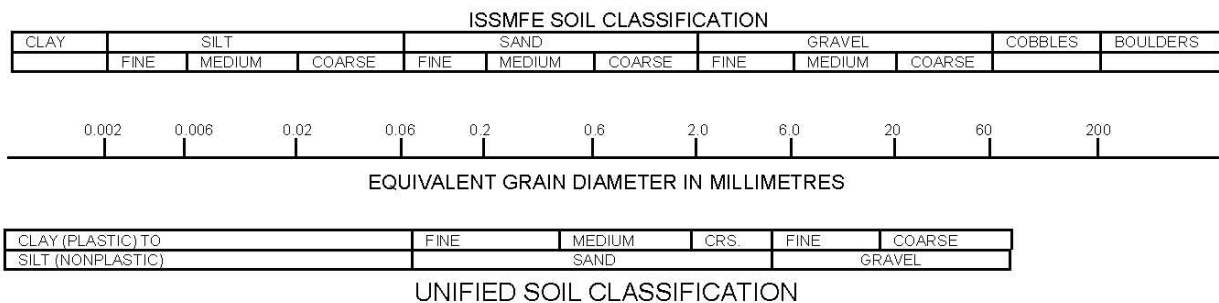 ISSMFE SOIL CLASSIFICATION
CLAY SILT SAND GRAVEL COBBLES BOULDERS
FINE MEDIUM COARSE FINE MEDIUM COARSE FINE MEDIUM COARSE
0.002 0.006 0.02 0.06 0.2 0.6 2.0 6.0 20 60 200
EQUIVALENT GRAIN DIAMETER IN MILLIMETRES
CLAY (PLASTIC) TO FINE MEDIUM CRS. FINE COARSE
SILT (NONPLASTIC) SAND GRAVEL
UNIFIED SOIL CLASSIFICATION